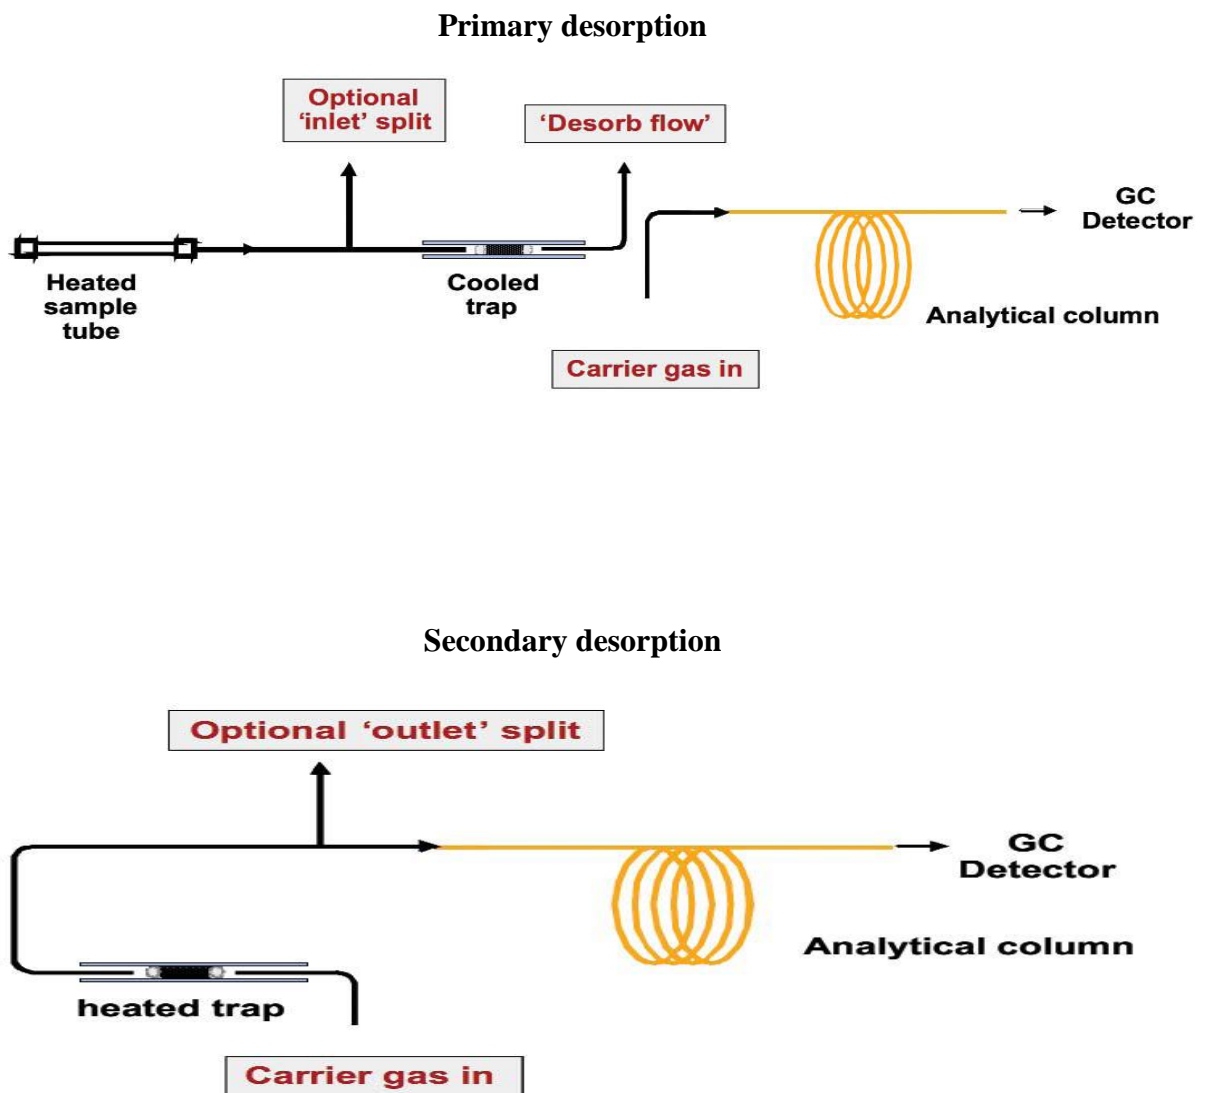 Primary desorption
Optional
‘inlet’ split
‘Desorb flow’
GC
Detector
Heated
sample
tube
Cooled
trap
Analytical column
Carrier gas in
Secondary desorption
Optional ‘outlet’ split
GC
Detector
Analytical column
heated trap
Carrier gas in